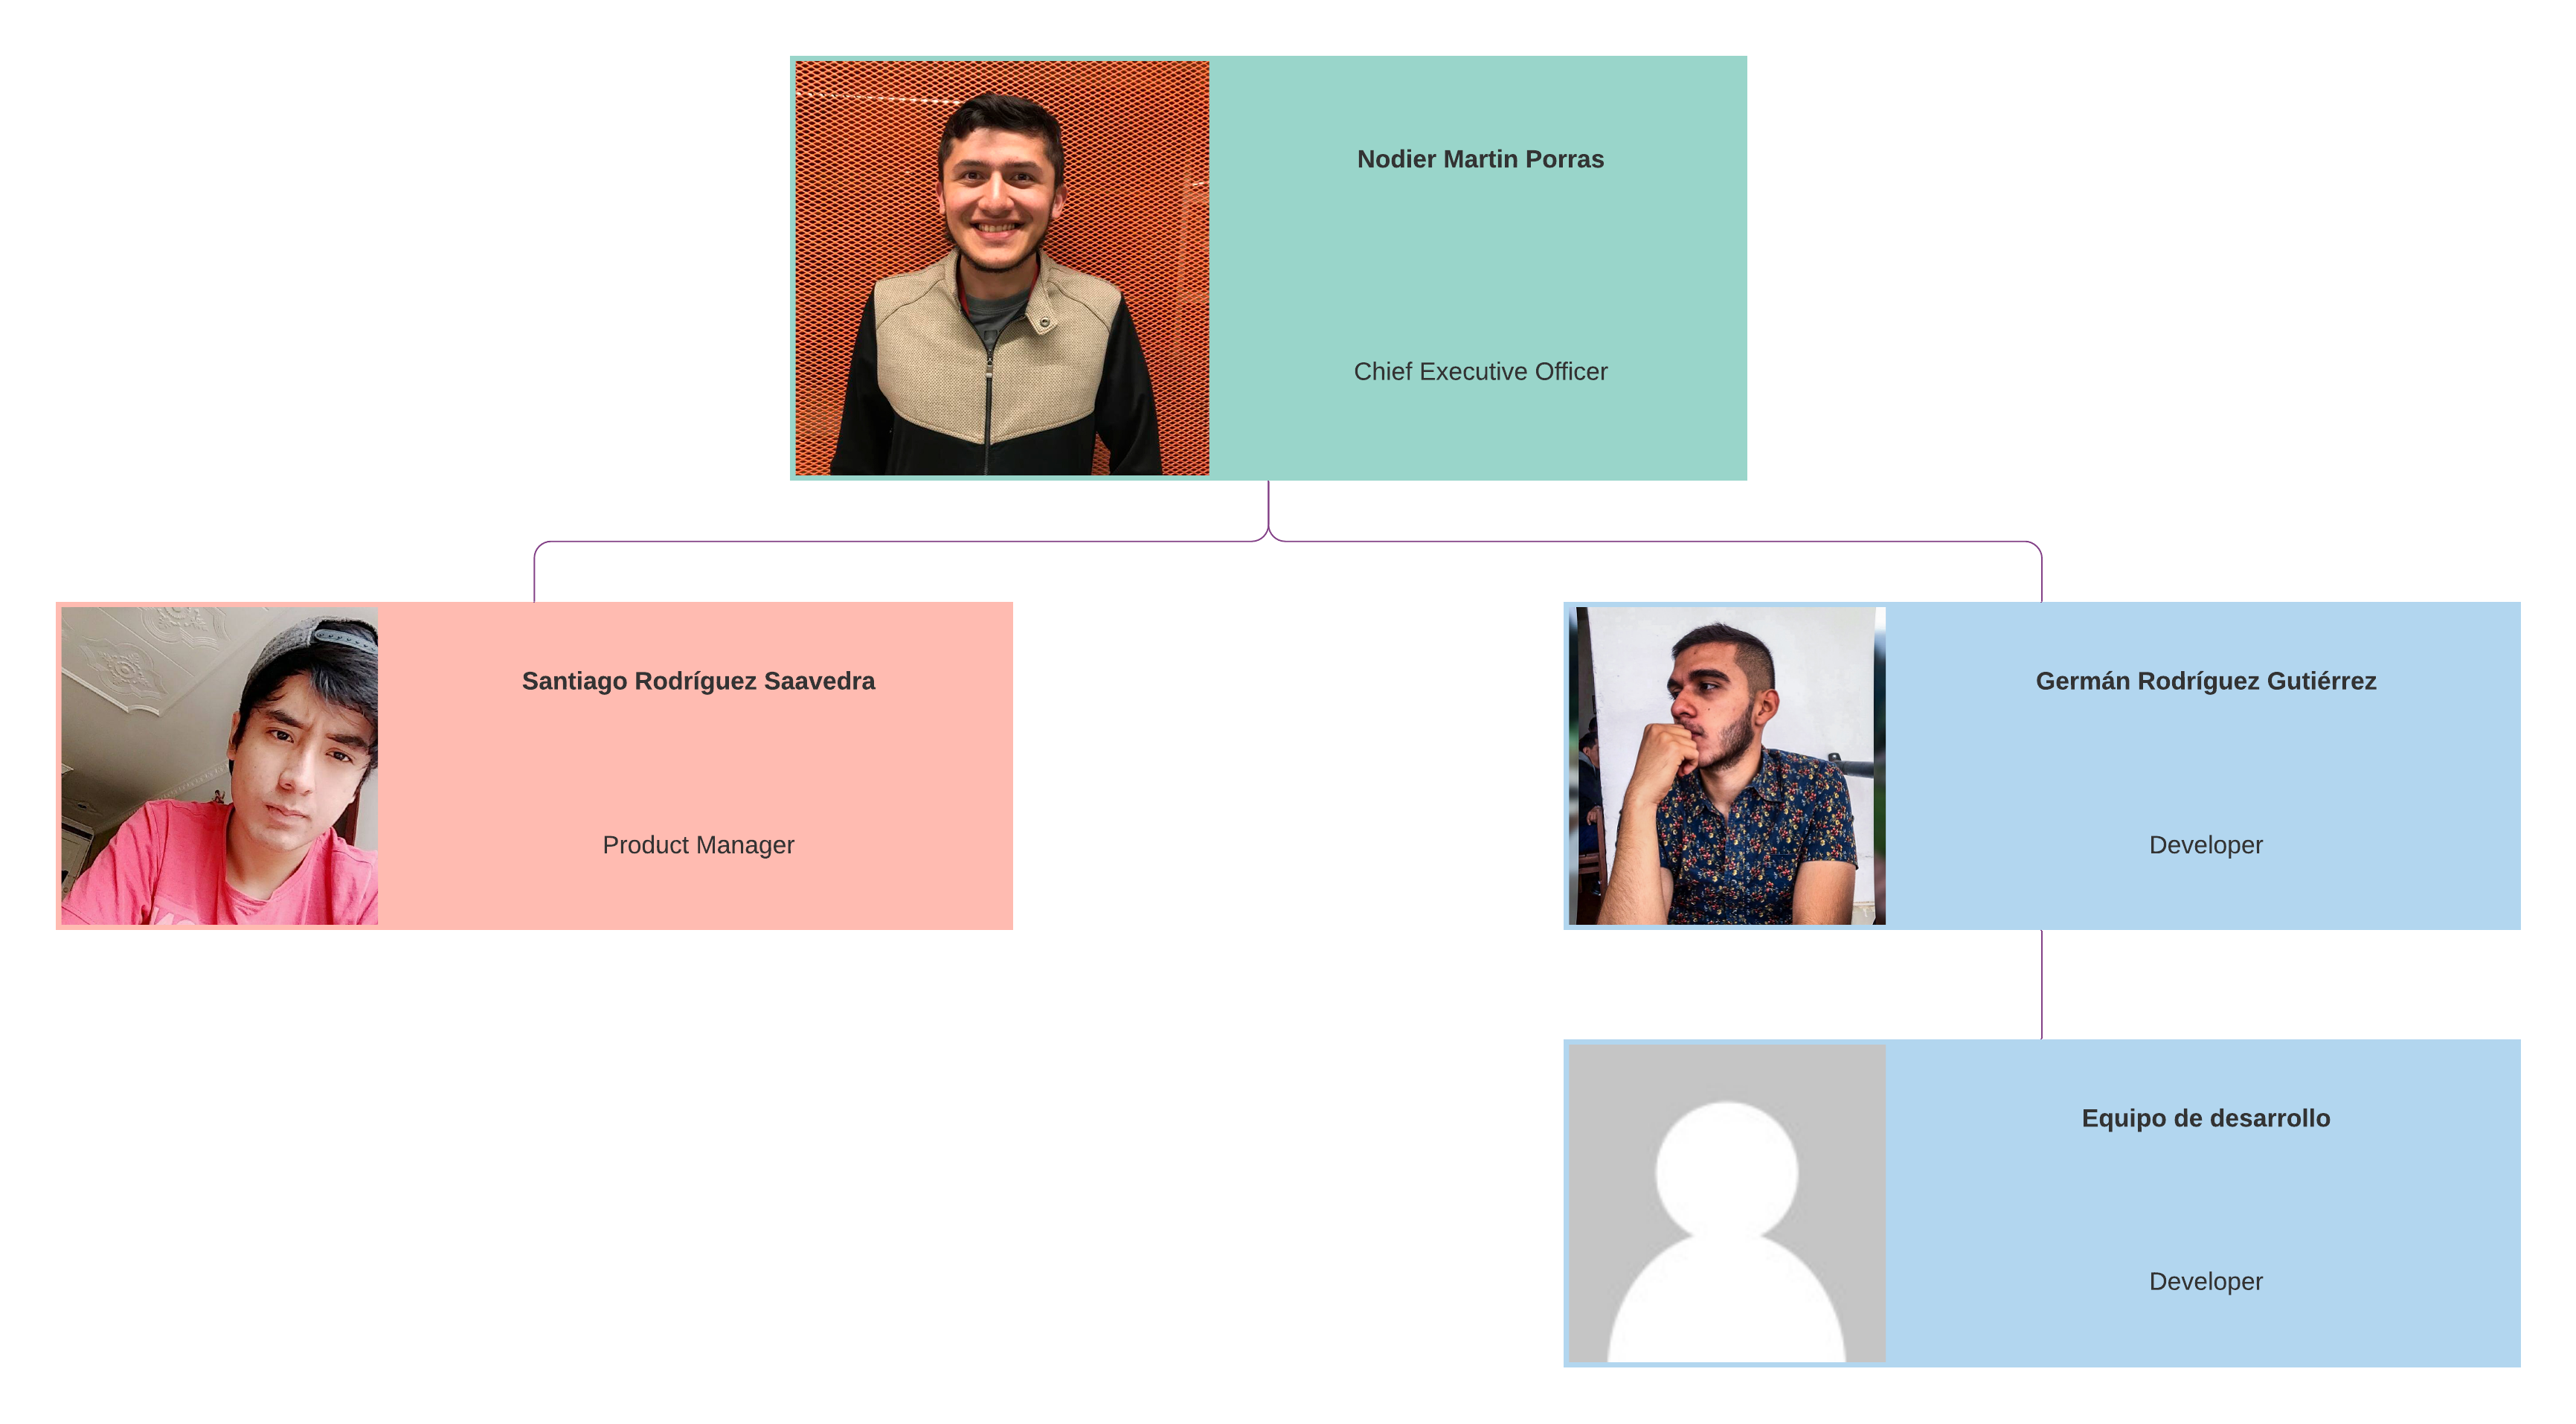 Nodier Martin Porras
Chief Executive Officer
Santiago Rodríguez Saavedra
Product Manager
Germán Rodríguez Gutiérrez
Developer
Equipo de desarrollo
Developer